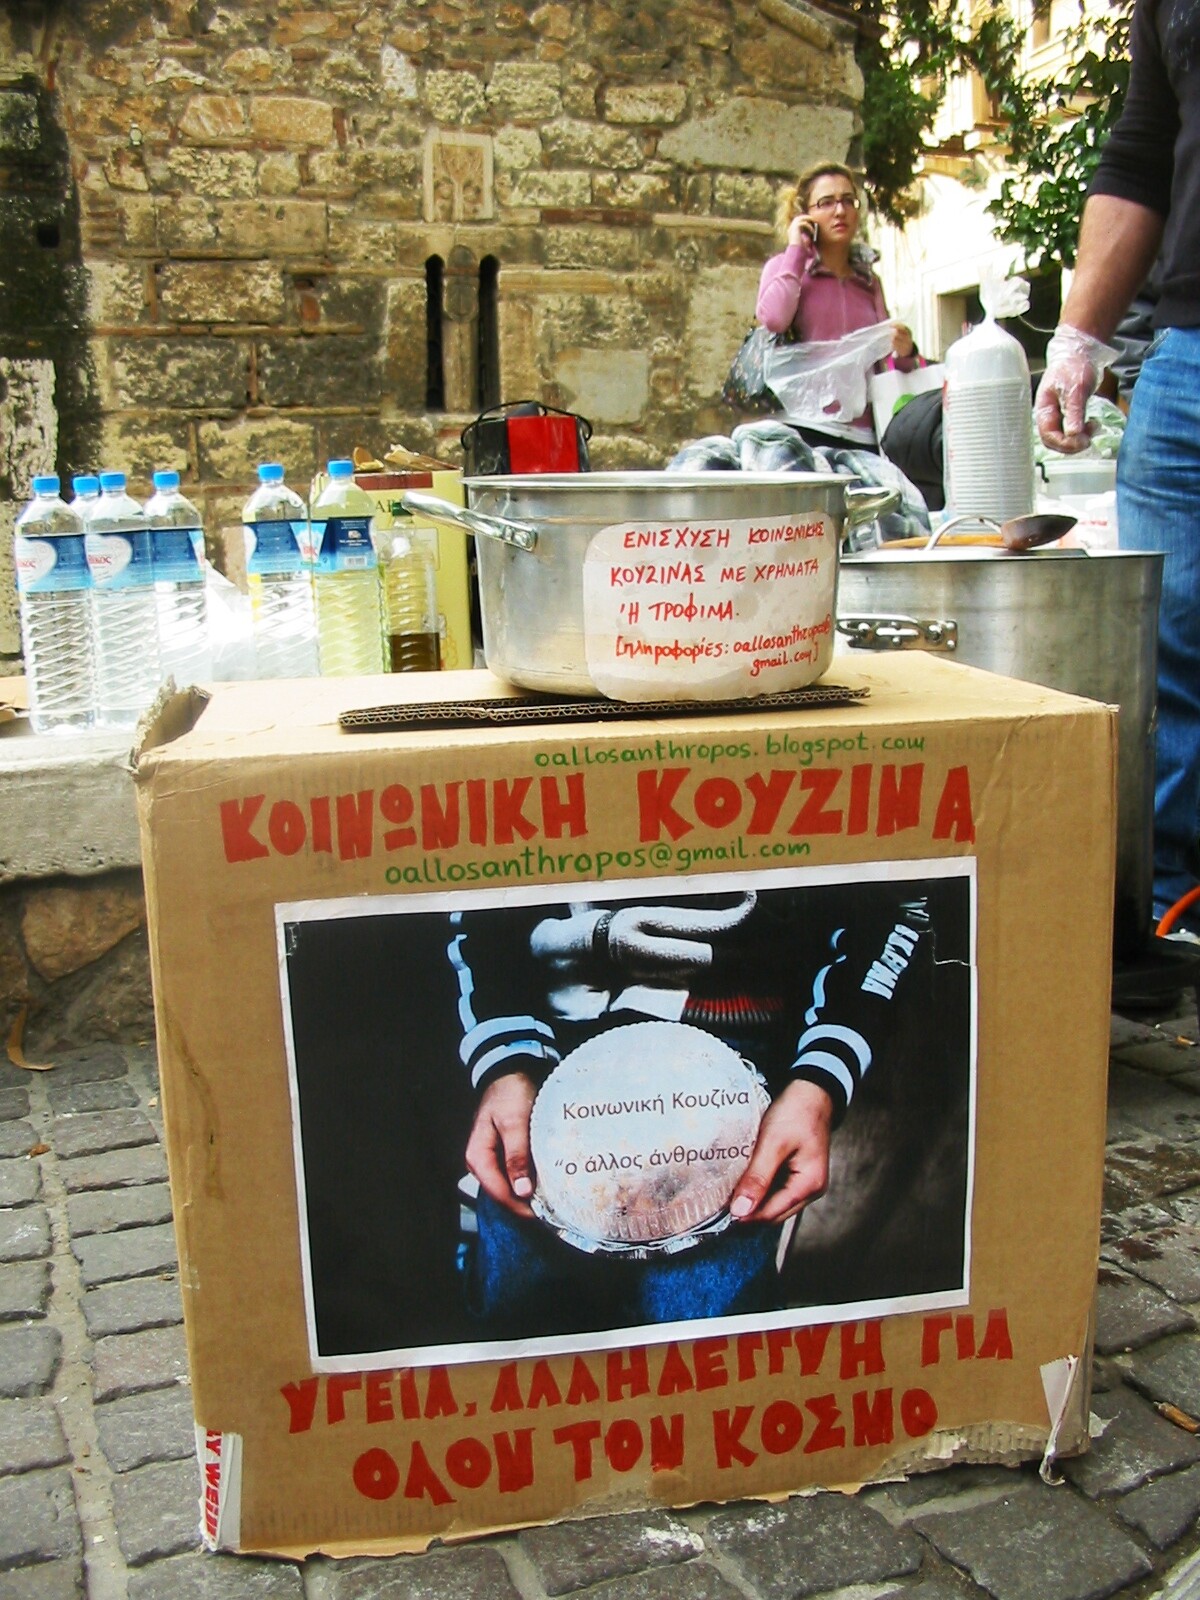 ΕΝΙΣΧΥΣΗ ΚΟΙΝΩΝΙΚΗΣ
ΚΟΥΖΙΝΑΣ ΜΕ ΧΡΗΜΑΤΑ
'Η ΤΡΟΦΙΜΑ.
[πληροφορίες: oallosanthropos@
gmail.com]
oallosanthropos.blogspot.com
ΚΟΙΝΩΝΙΚΗ ΚΟΥΖΙΝΑ
oallosanthropos@gmail.com
Κοινωνική Κουζίνα
“ο άλλος άνθρωπος”
ΥΓΕΙΑ, ΑΛΛΗΛΕΓΓΥΗ ΓΙΑ
ΟΛΟΝ ΤΟΝ ΚΟΣΜΟ